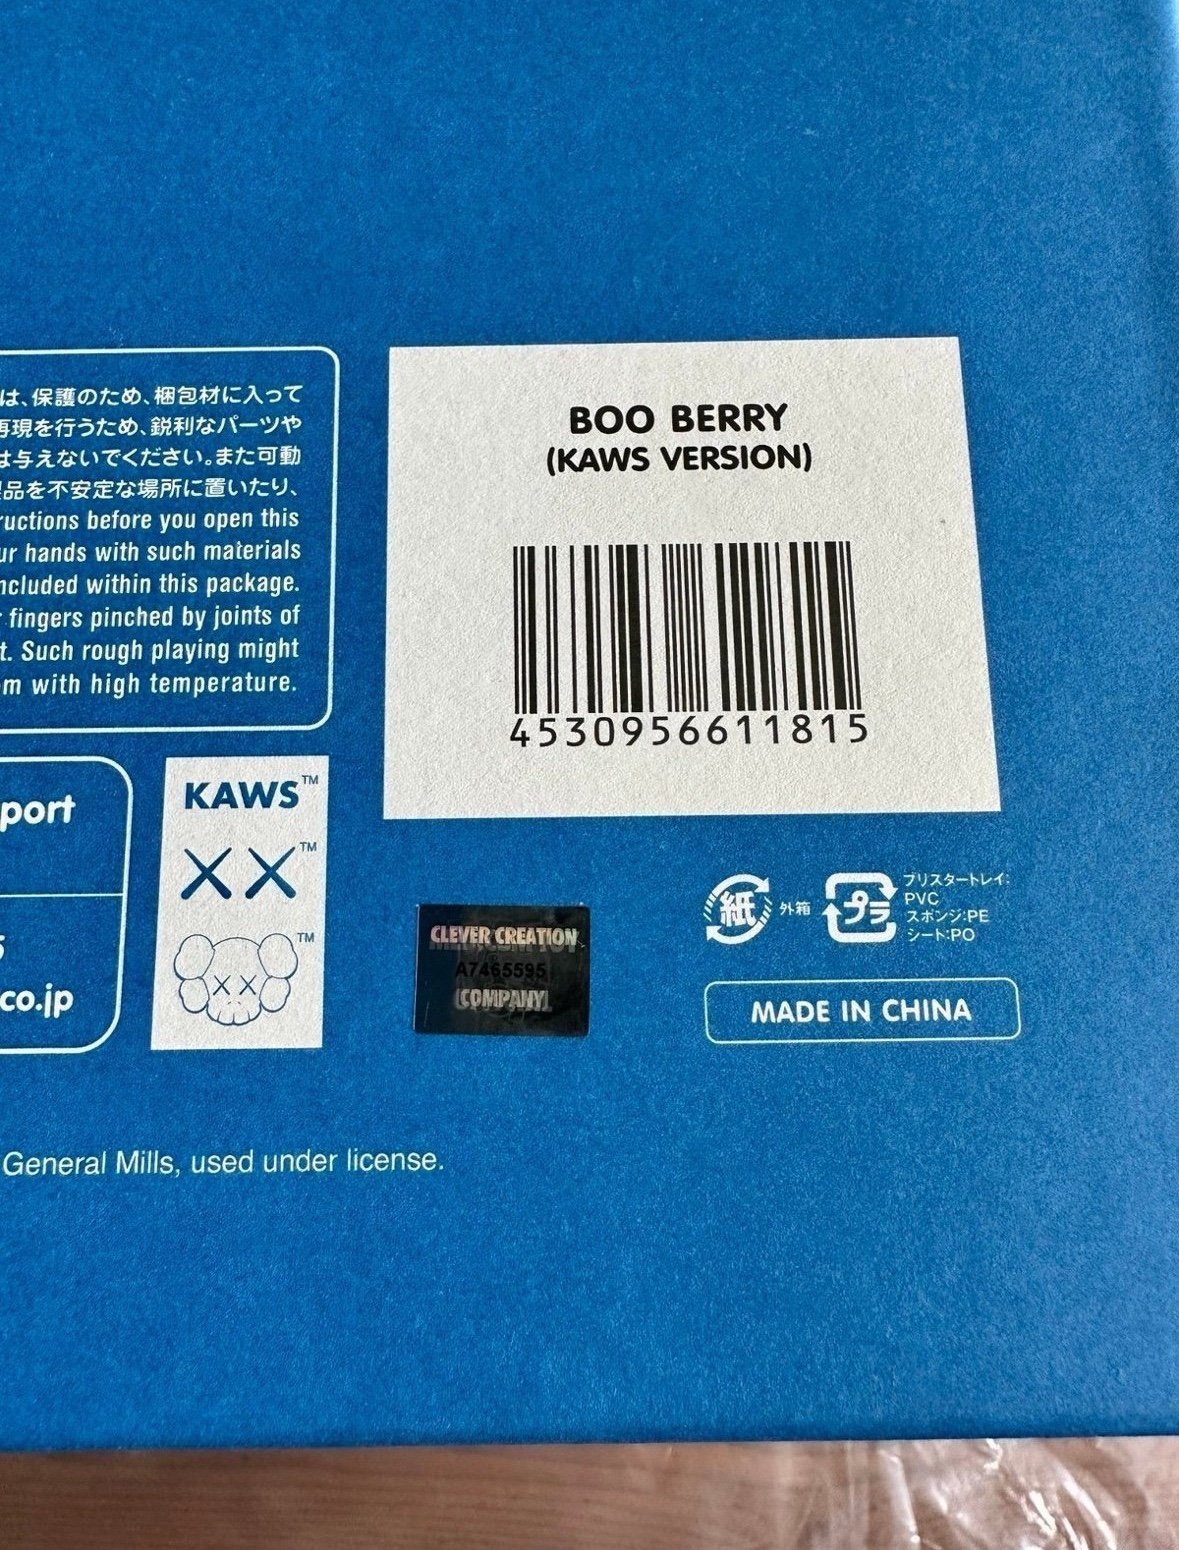 は、保護のため、梱包材に入って
再現を行うため、鋭利なパーツや
は与えないでください。また可動
品を不安定な場所に置いたり、
ructions before you open this
ur hands with such materials
ncluded within this package.
r fingers pinched by joints of
t. Such rough playing might
m with high temperature.
BOO BERRY
(KAWS VERSION)
4530956611815
port
co.jp
KAWS™
XX™
XX™
CLEVER CREATION
A7465595
COMPANY
紙 外箱
プラ
ブリスタートレイ:
PVC
スポンジ:PE
シート:PO
MADE IN CHINA
General Mills, used under license.